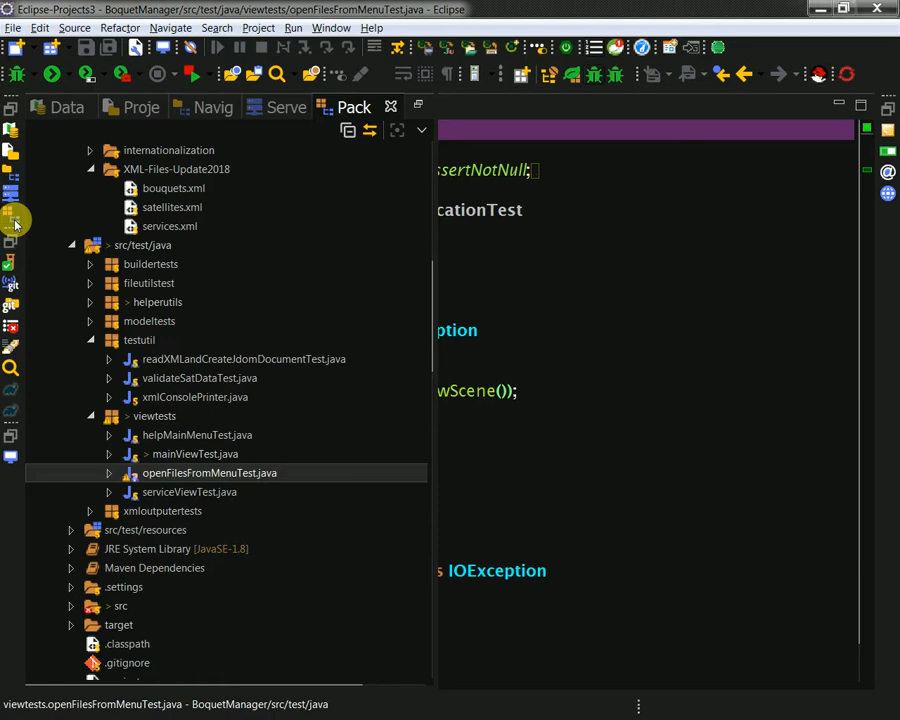 Eclipse-Projects3 - BoquetManager/src/test/java/viewtests/openFilesFromMenuTest.java - Eclipse
File Edit Source Refactor Navigate Search Project Run Window Help
Data Proje Navig Serve Pack
internationalization
XML-Files-Update2018
bouquets.xml
satellites.xml
services.xml
> src/test/java
buildertests
fileutilstest
> helperutils
modeltests
testutil
readXMLandCreateJdomDocumentTest.java
validateSatDataTest.java
xmlConsolePrinter.java
> viewtests
helpMainMenuTest.java
> mainViewTest.java
openFilesFromMenuTest.java
serviceViewTest.java
xmloutputertests
src/test/resources
JRE System Library [JavaSE-1.8]
Maven Dependencies
.settings
> src
target
.classpath
.gitignore
ssertNotNull;
cationTest
ption
wScene());
s IOException
git
git
viewtests.openFilesFromMenuTest.java - BoquetManager/src/test/java